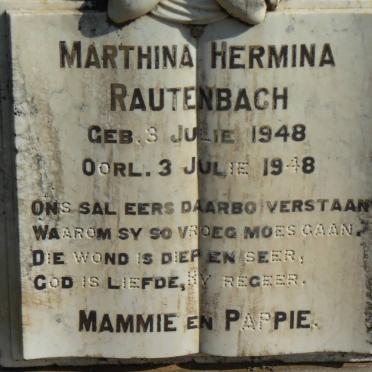 MARTHINA HERMINA
RAUTENBACH
GEB. 3 JULIE 1948
OORL. 3 JULIE 1948
ONS SAL EERS DAARBO VERSTAAN
WAAROM SY SO VROEG MOES GAAN.
DIE WOND IS DIEP EN SEER,
GOD IS LIEFDE, HY REGEER.
MAMMIE EN PAPPIE.